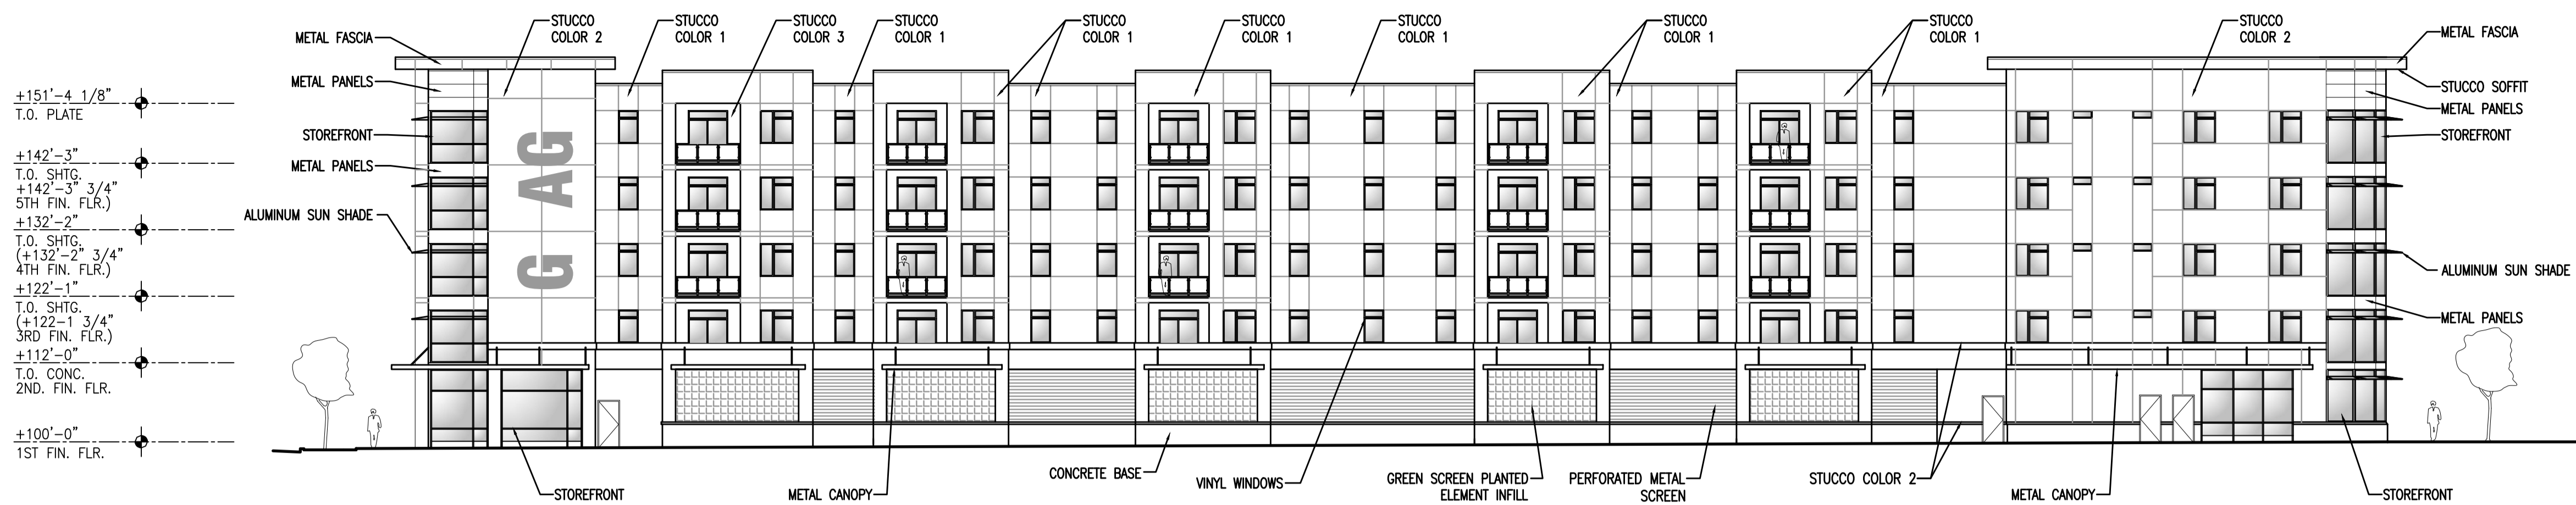 STUCCO
COLOR 2
STUCCO
COLOR 1
STUCCO
COLOR 3
STUCCO
COLOR 1
STUCCO
COLOR 1
STUCCO
COLOR 1
STUCCO
COLOR 1
STUCCO
COLOR 1
STUCCO
COLOR 1
STUCCO
COLOR 2
METAL FASCIA
METAL PANELS
STOREFRONT
METAL PANELS
ALUMINUM SUN SHADE
+151'-4 1/8"
T.O. PLATE
+142'-3"
T.O. SHTG.
+142'-3" 3/4"
5TH FIN. FLR.)
+132'-2"
T.O. SHTG.
(+132'-2" 3/4"
4TH FIN. FLR.)
+122'-1"
T.O. SHTG.
(+122-1 3/4"
3RD FIN. FLR.)
+112'-0"
T.O. CONC.
2ND. FIN. FLR.
+100'-0"
1ST FIN. FLR.
G AG
METAL FASCIA
STUCCO SOFFIT
METAL PANELS
STOREFRONT
ALUMINUM SUN SHADE
METAL PANELS
STOREFRONT
METAL CANOPY
CONCRETE BASE
VINYL WINDOWS
GREEN SCREEN PLANTED
ELEMENT INFILL
PERFORATED METAL
SCREEN
STUCCO COLOR 2
METAL CANOPY
STOREFRONT